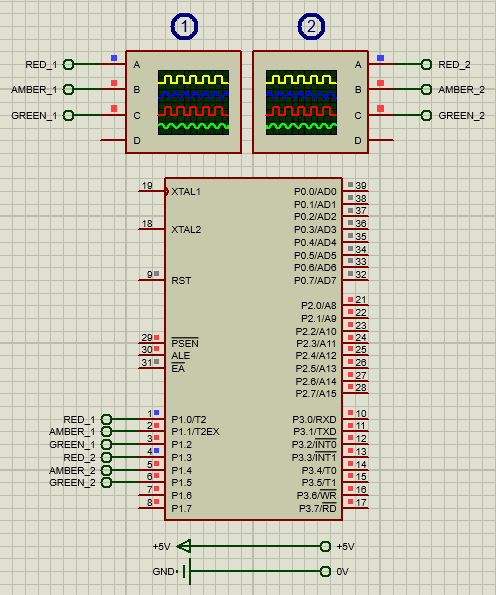 1 2
RED_1 A A RED_2
AMBER_1 B B AMBER_2
GREEN_1 C C GREEN_2
D D
19 XTAL1 P0.0/AD0 39
P0.1/AD1 38
P0.2/AD2 37
18 XTAL2 P0.3/AD3 36
P0.4/AD4 35
P0.5/AD5 34
P0.6/AD6 33
9 RST P0.7/AD7 32
P2.0/A8 21
P2.1/A9 22
P2.2/A10 23
29 PSEN P2.3/A11 24
30 ALE P2.4/A12 25
31 EA P2.5/A13 26
P2.6/A14 27
P2.7/A15 28
RED_1 1 P1.0/T2 P3.0/RXD 10
AMBER_1 2 P1.1/T2EX P3.1/TXD 11
GREEN_1 3 P1.2 P3.2/INT0 12
RED_2 4 P1.3 P3.3/INT1 13
AMBER_2 5 P1.4 P3.4/T0 14
GREEN_2 6 P1.5 P3.5/T1 15
7 P1.6 P3.6/WR 16
8 P1.7 P3.7/RD 17
+5V +5V
GND 0V